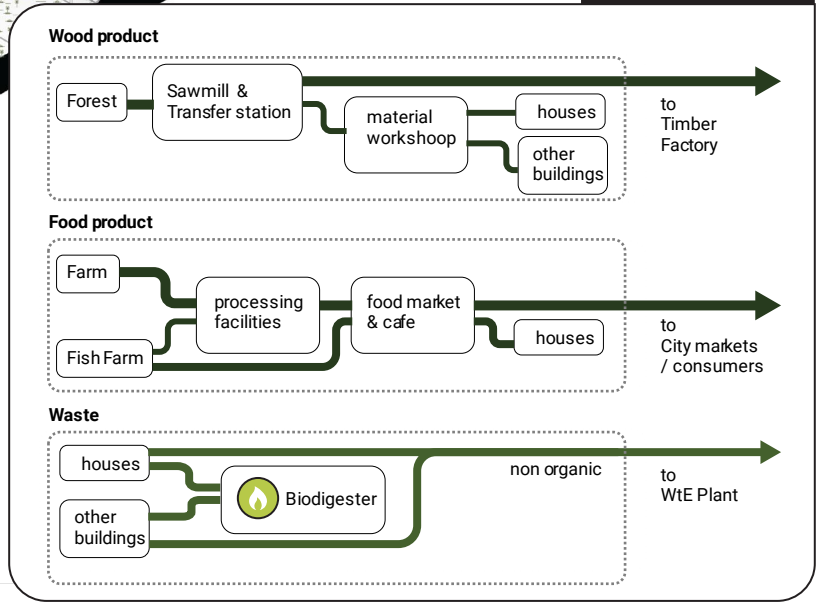 Wood product
Forest
Sawmill &
Transfer station
material
workshoop
houses
other
buildings
to
Timber
Factory
Food product
Farm
Fish Farm
processing
facilities
food market
& cafe
houses
to
City markets
/ consumers
Waste
houses
other
buildings
Biodigester
non organic
to
WtE Plant